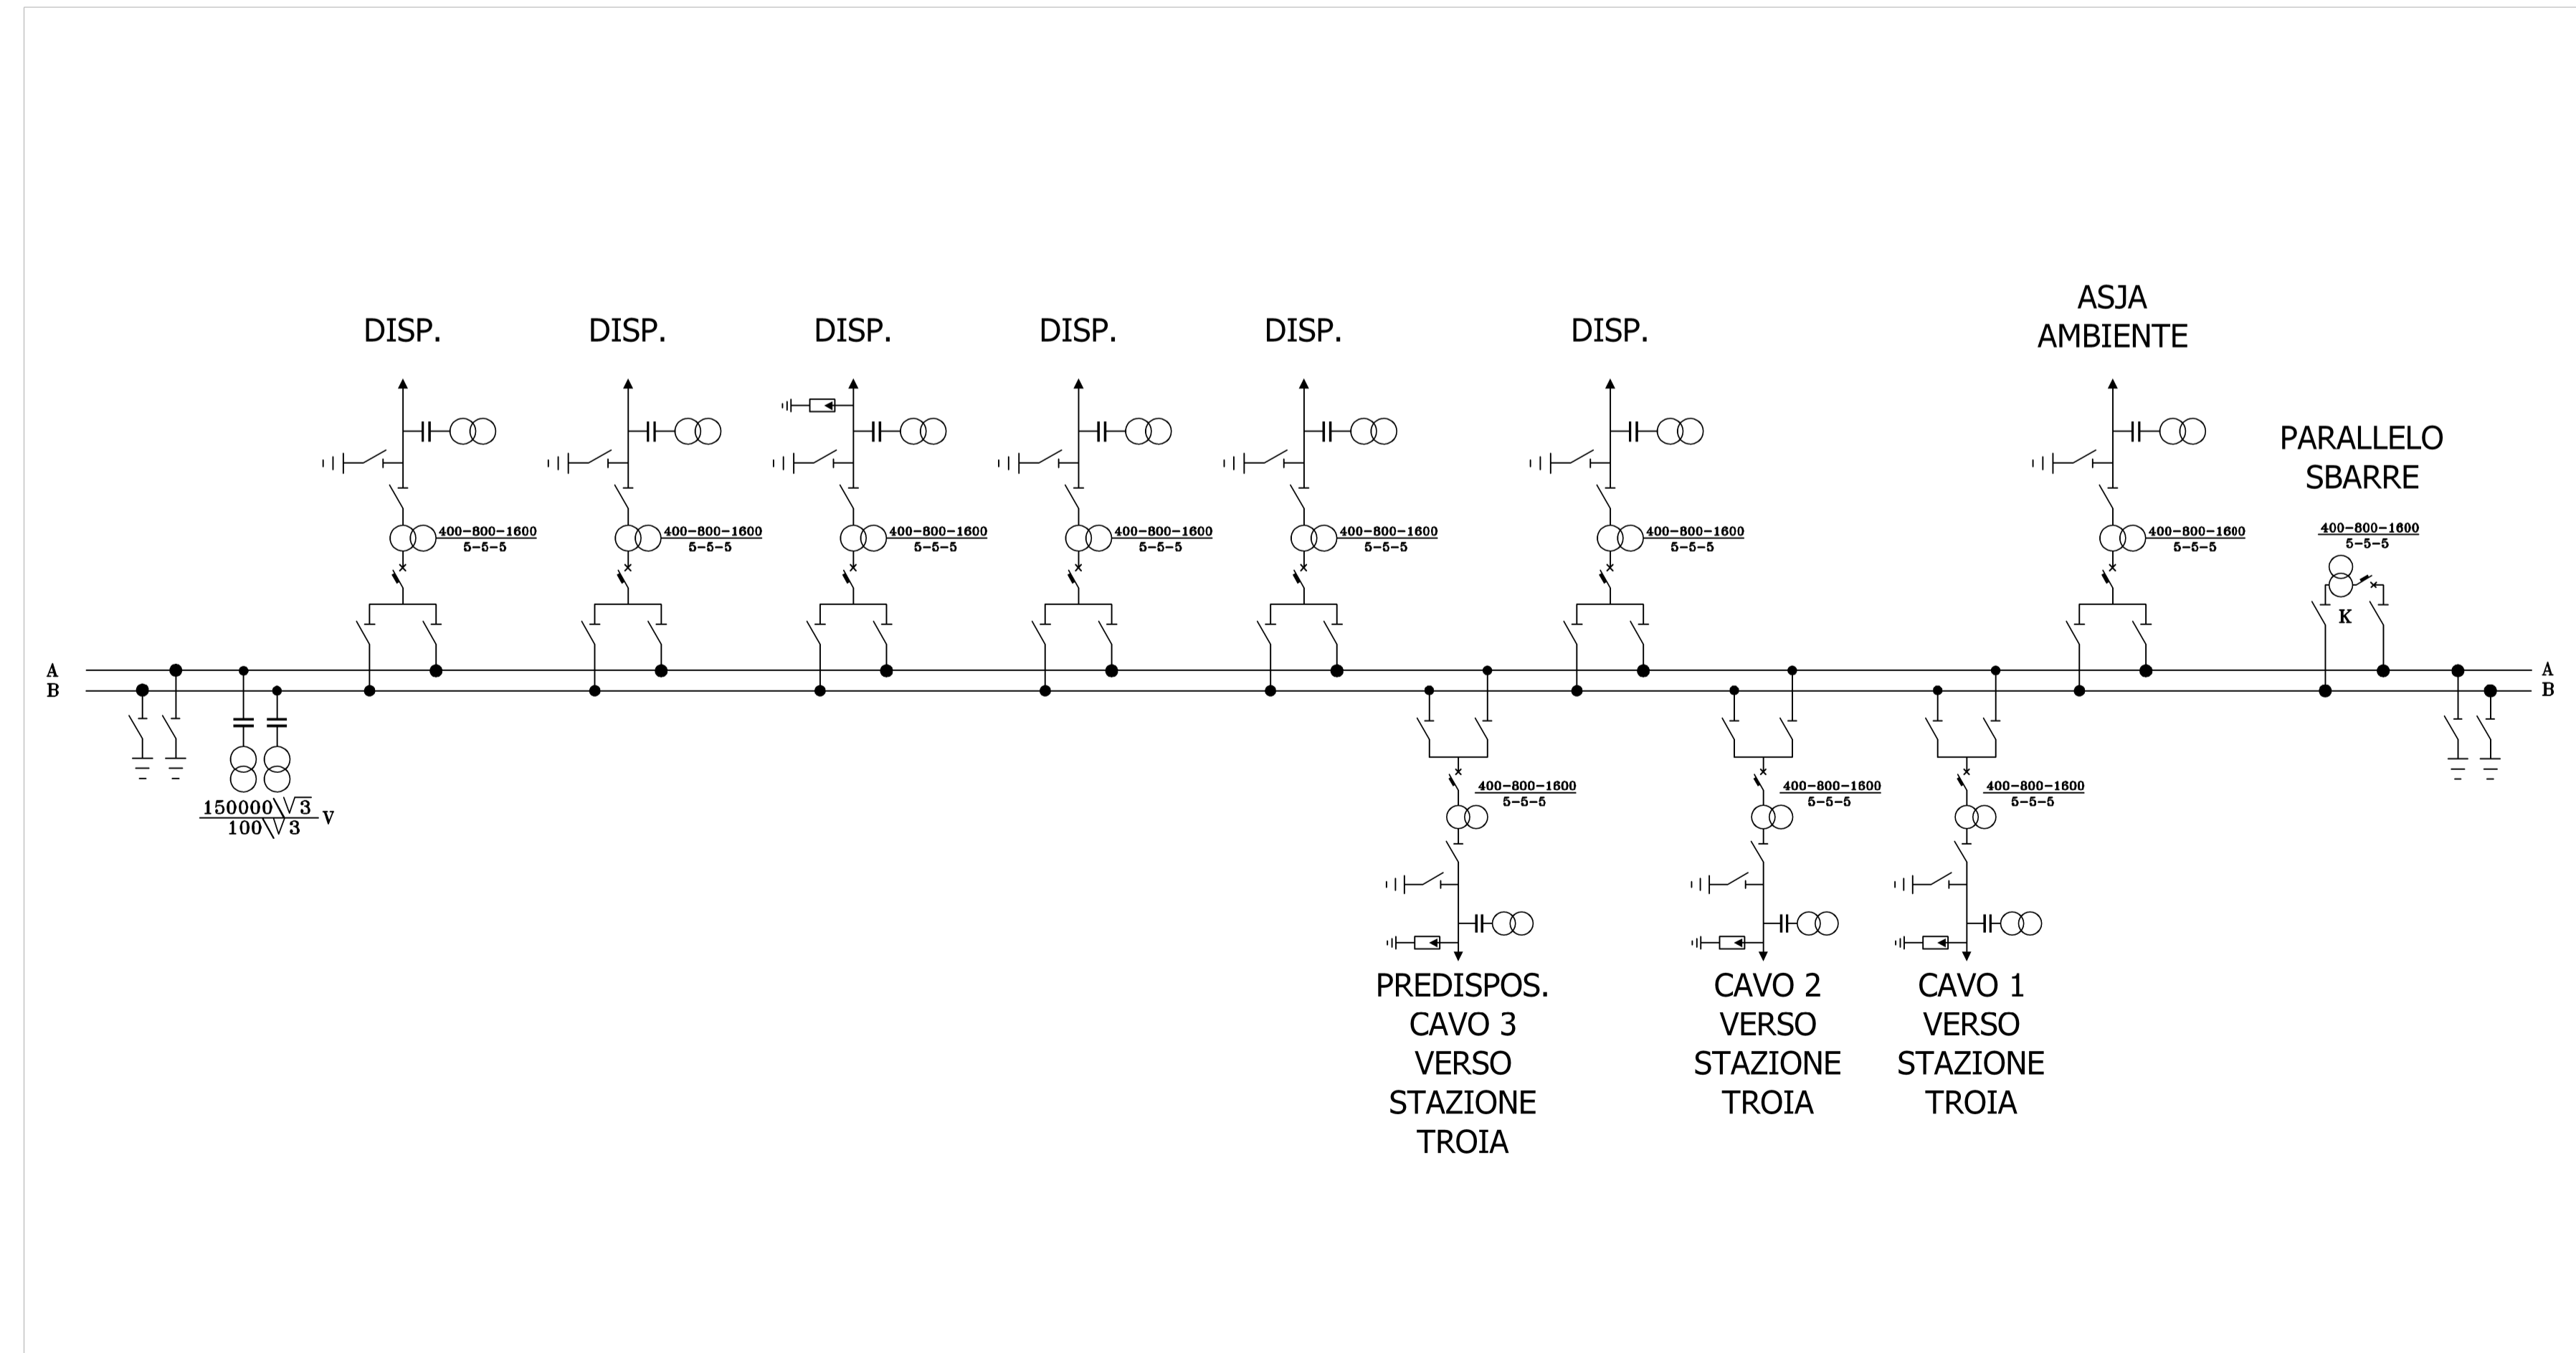 DISP.
DISP.
DISP.
DISP.
DISP.
DISP.
ASJA
AMBIENTE
PARALLELO
SBARRE
400-800-1600
5-5-5
400-800-1600
5-5-5
400-800-1600
5-5-5
400-800-1600
5-5-5
400-800-1600
5-5-5
400-800-1600
5-5-5
400-800-1600
5-5-5
400-800-1600
5-5-5
K
A
B
A
B
150000\√3
100\√3
V
400-800-1600
5-5-5
400-800-1600
5-5-5
400-800-1600
5-5-5
PREDISPOS.
CAVO 3
VERSO
STAZIONE
TROIA
CAVO 2
VERSO
STAZIONE
TROIA
CAVO 1
VERSO
STAZIONE
TROIA